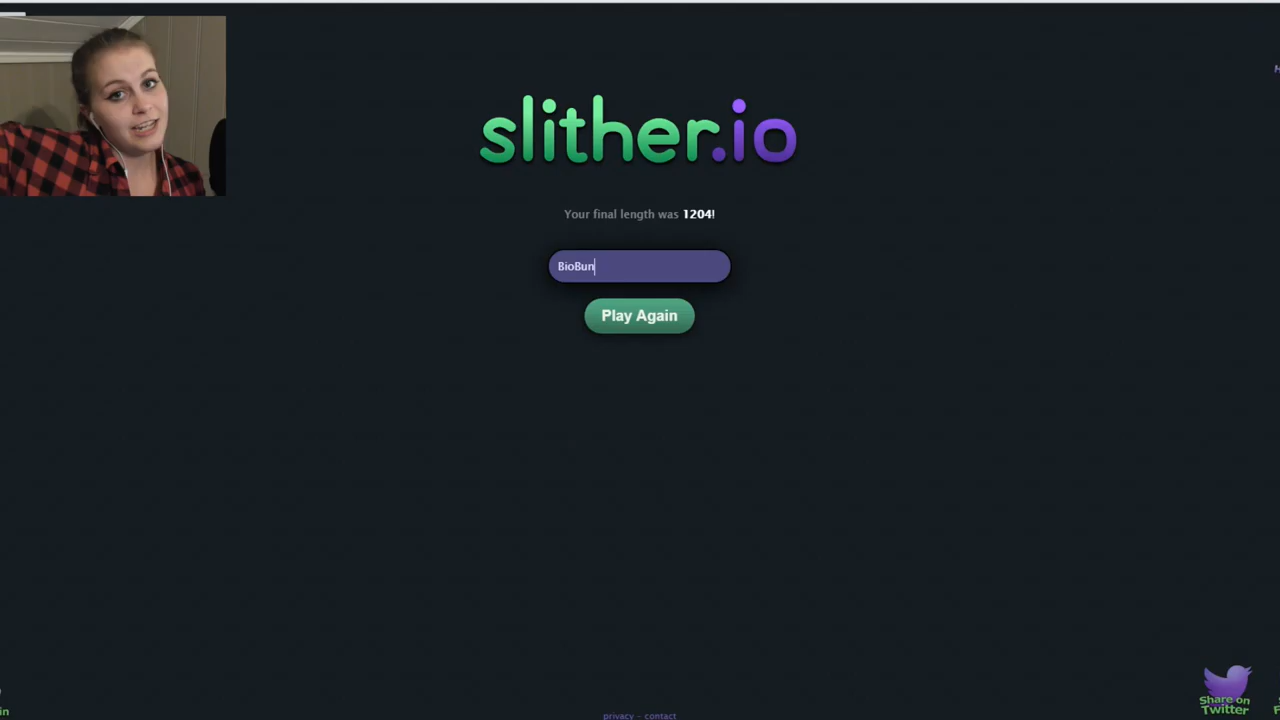 slither.io
Your final length was 1204!
BioBun
Play Again
Share on
Twitter
privacy - contact